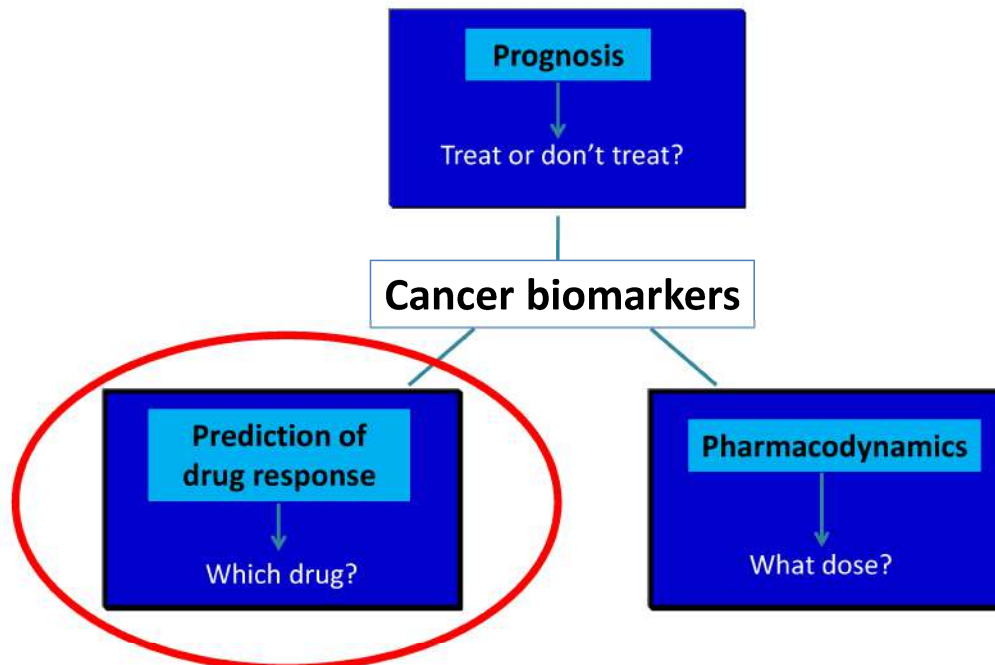 Prognosis
Treat or don't treat?
Cancer biomarkers
Prediction of
drug response
Which drug?
Pharmacodynamics
What dose?